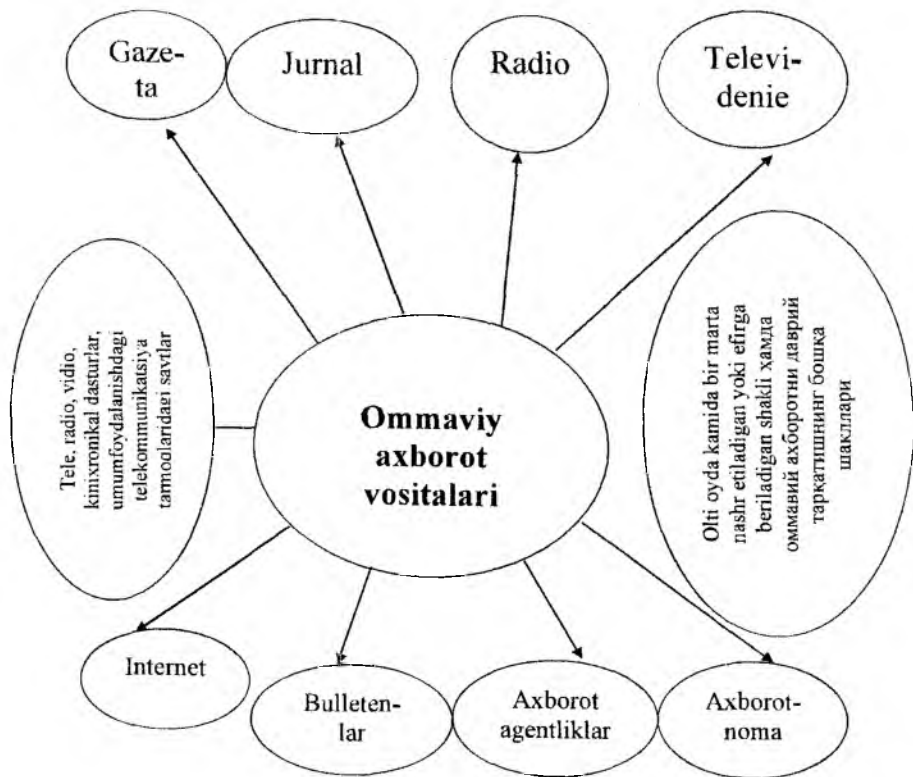 Gaze-
ta
Jurnal
Radio
Televi-
denie
Tele, radio, vidio,
kinixronikal dasturlar,
umumfoydalanishdagi
telekommunikatsiya
tarmoqlaridagi savtlar
Ommaviy
axborot
vositalari
Olti oyda kamida bir marta
nashr etiladigan yoki efirga
beriladigan shakli ҳамда
оммавий ахборотни даврий
тарқатишнинг бошқа
шакллари
Internet
Bulleten-
lar
Axborot
agentliklar
Axborot-
noma